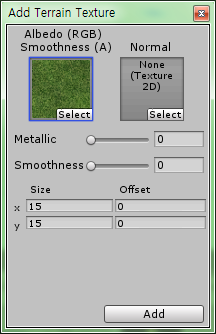 Add Terrain Texture
Albedo (RGB)
Smoothness (A) Normal
None
(Texture
2D)
Select Select
Metallic 0
Smoothness 0
Size Offset
x 15 0
y 15 0
Add